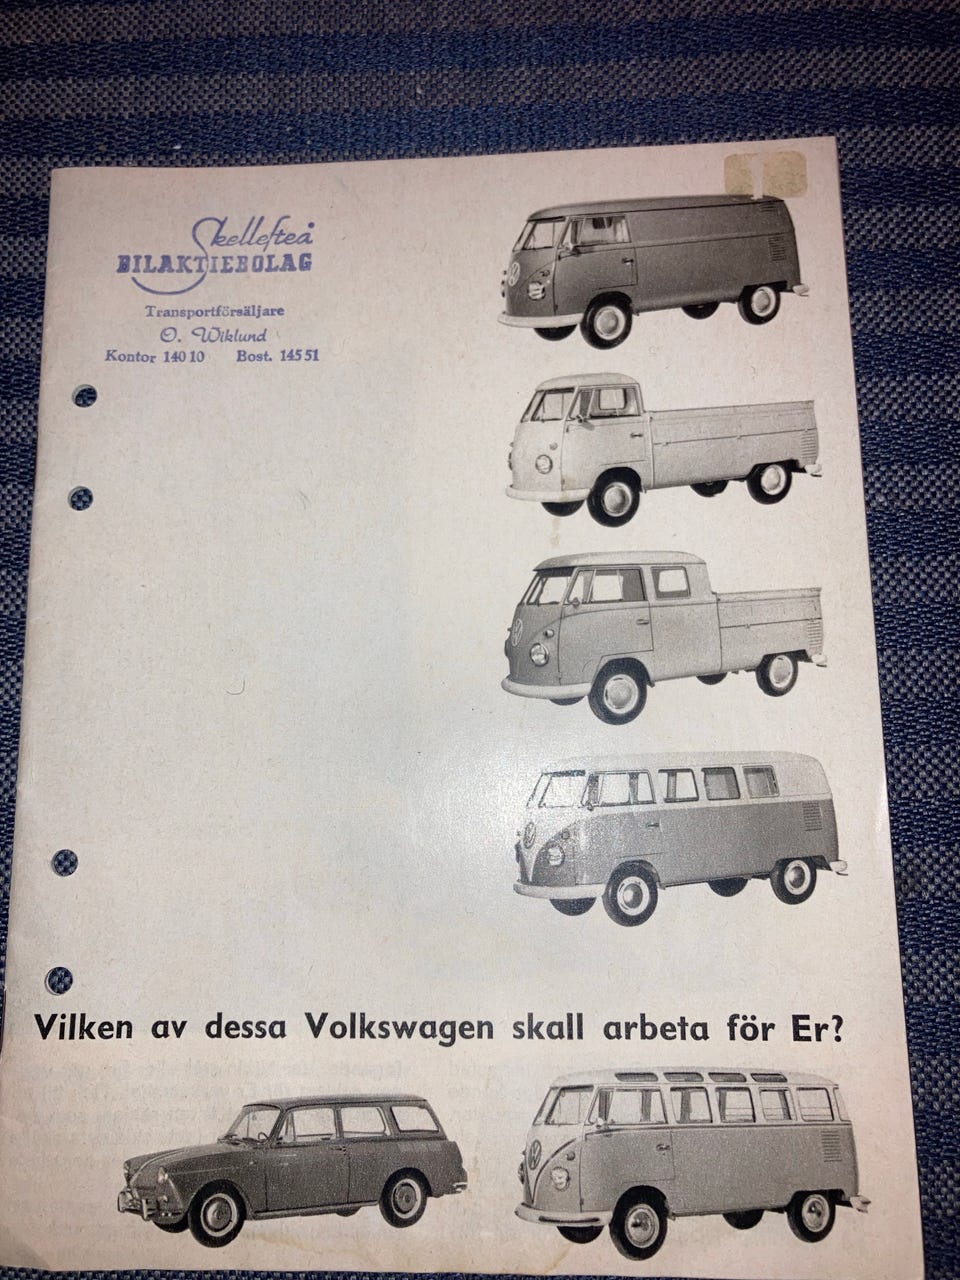 Skellefteå
BILAKTIEBOLAG
Transportförsäljare
O. Wiklund
Kontor 140 10 Bost. 145 51
Vilken av dessa Volkswagen skall arbeta för Er?